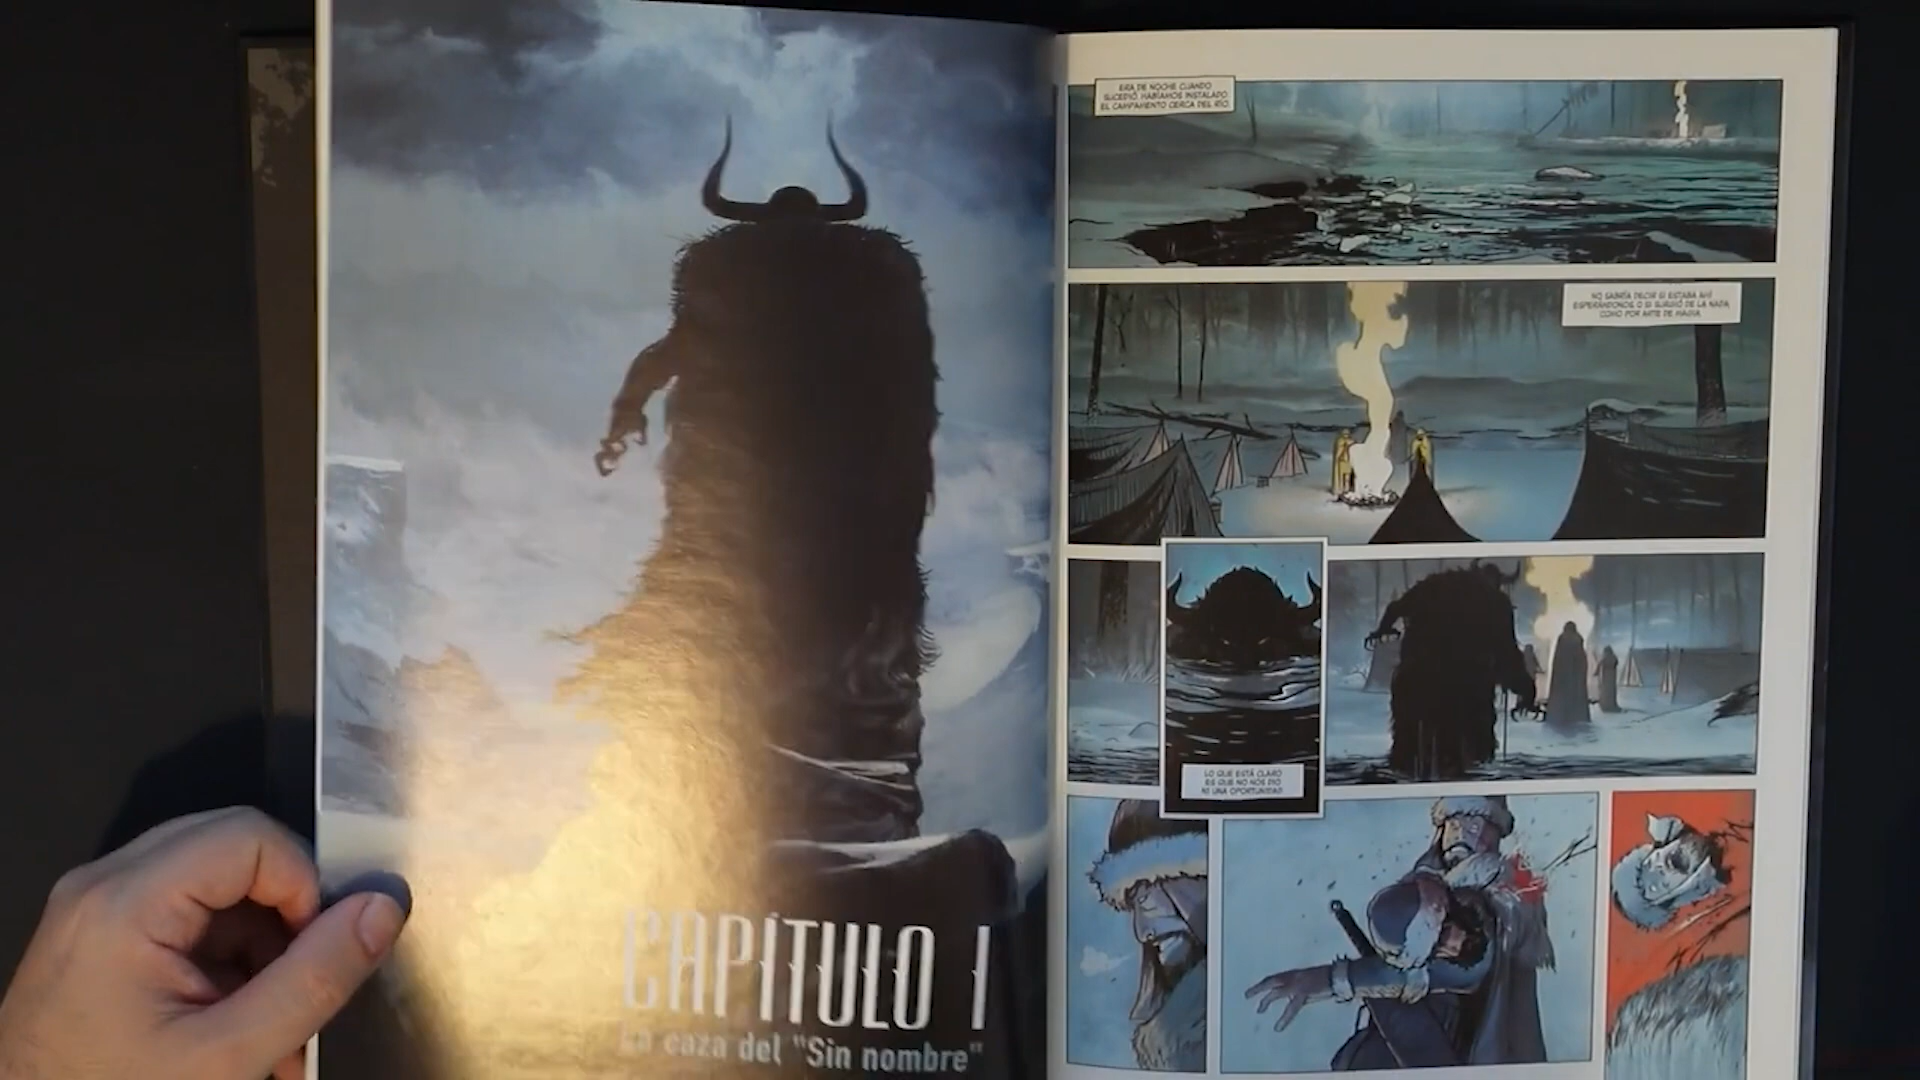 CAPÍTULO I
La caza del "Sin nombre"
ERA DE NOCHE CUANDO
SUCEDIÓ. HABÍAMOS INSTALADO
EL CAMPAMENTO CERCA DEL RÍO.
NO SABRÍA DECIR SI ESTABA AHÍ
ESPERÁNDONOS O SI SURGIÓ DE LA NADA,
COMO POR ARTE DE MAGIA.
LO QUE ESTÁ CLARO
ES QUE NO NOS DIO
NI UNA OPORTUNIDAD.